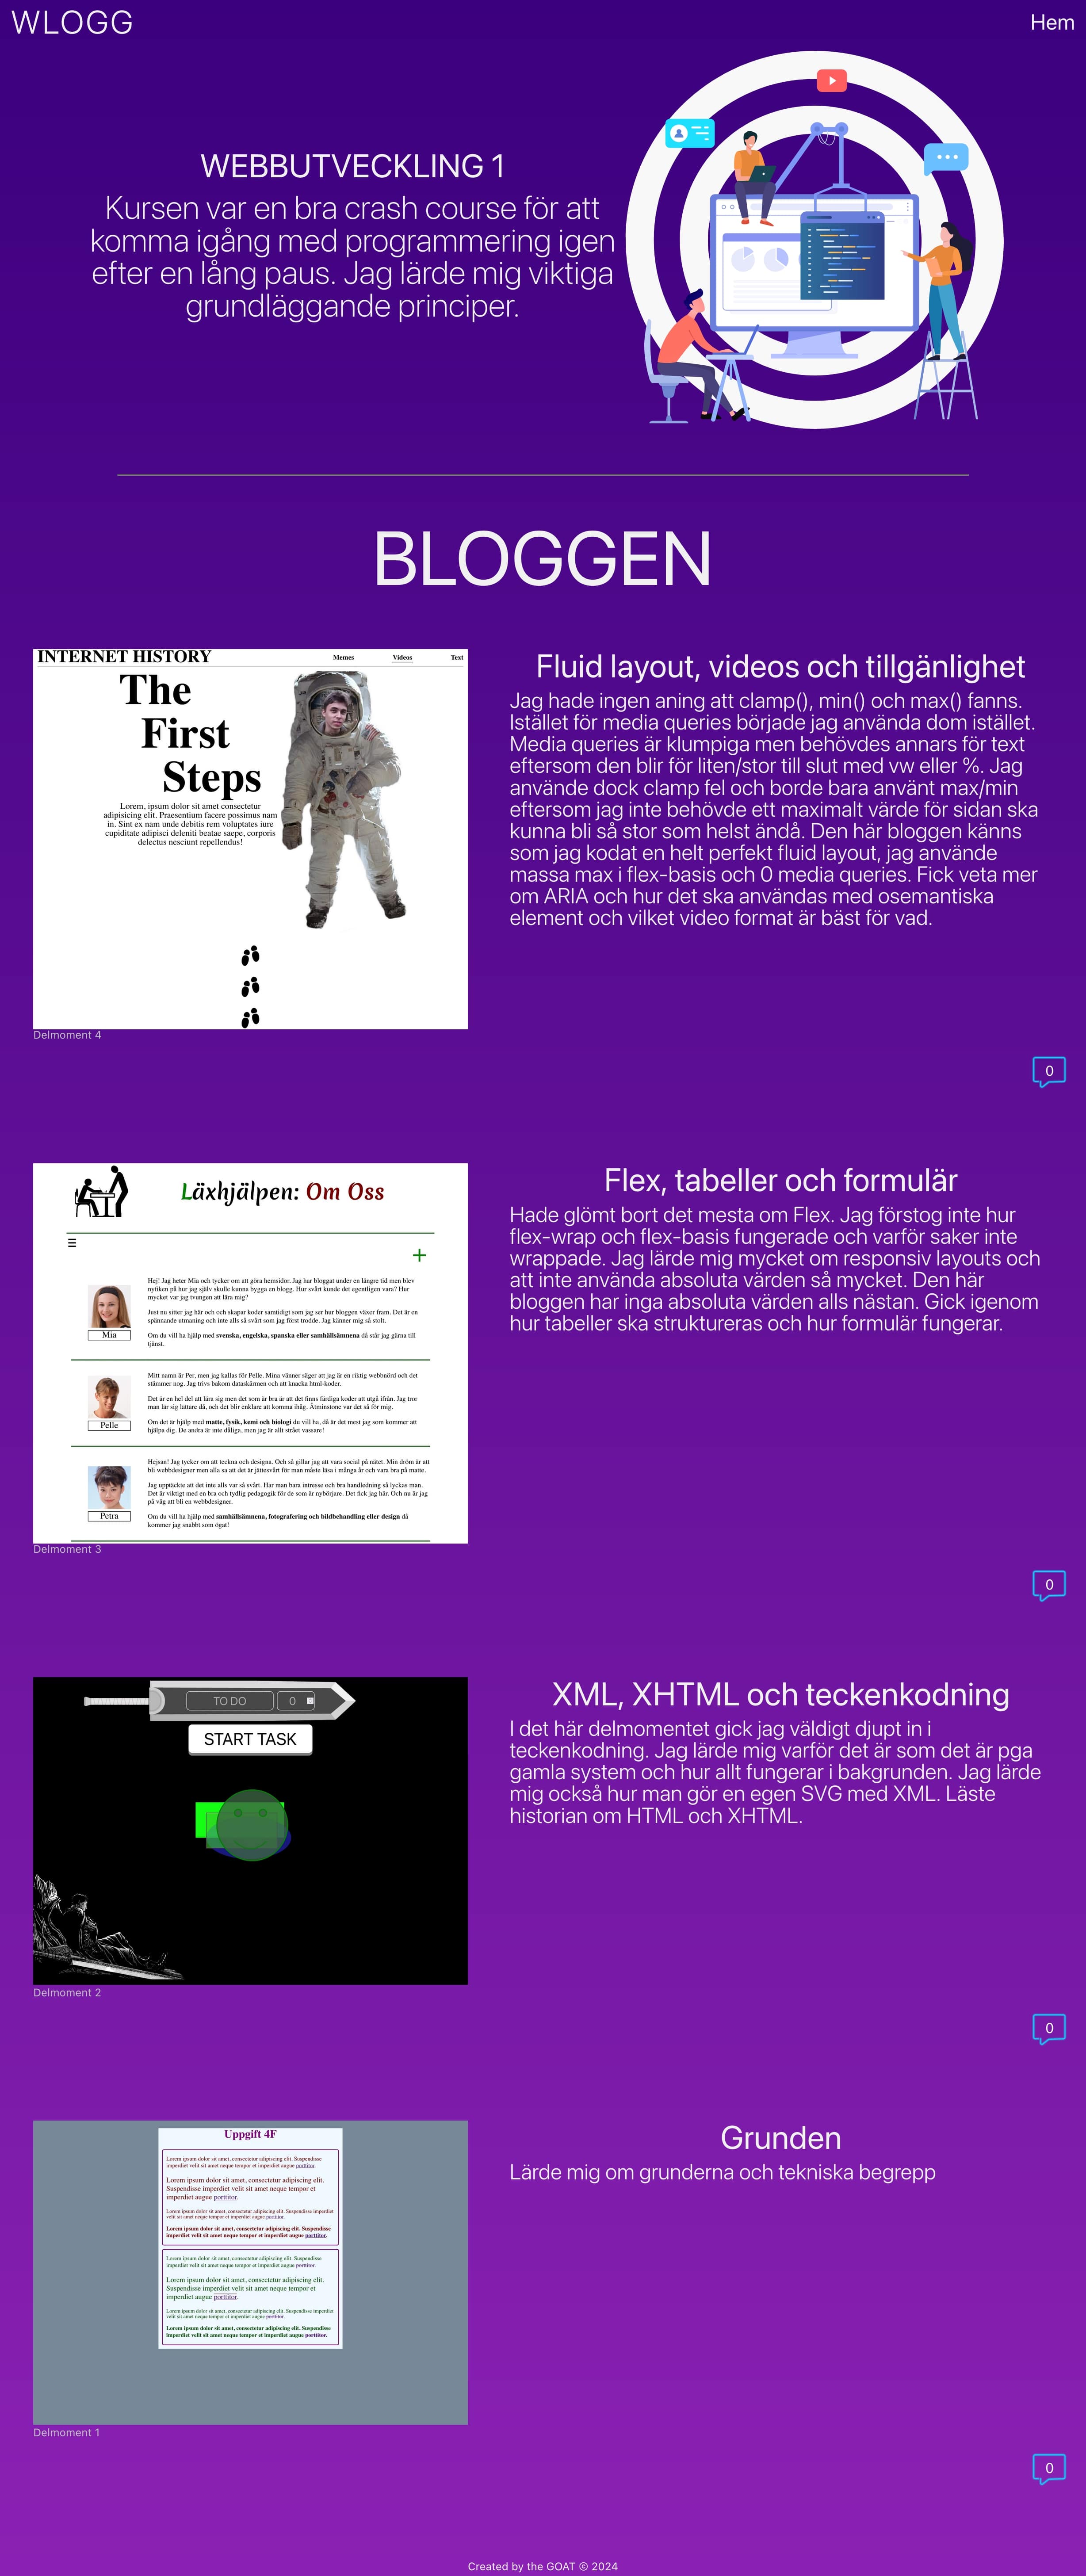 WLOGG
Hem
WEBBUTVECKLING 1
Kursen var en bra crash course för att
komma igång med programmering igen
efter en lång paus. Jag lärde mig viktiga
grundläggande principer.
BLOGGEN
INTERNET HISTORY
Memes
Videos
Text
The
First
Steps
Lorem, ipsum dolor sit amet consectetur
adipisicing elit. Praesentium facere possimus nam
in. Sint ex nam unde debitis rem voluptates iure
cupiditate adipisci deleniti beatae saepe, corporis
delectus nesciunt repellendus!
Delmoment 4
Fluid layout, videos och tillgänlighet
Jag hade ingen aning att clamp(), min() och max() fanns.
Istället för media queries började jag använda dom istället.
Media queries är klumpiga men behövdes annars för text
eftersom den blir för liten/stor till slut med vw eller %. Jag
använde dock clamp fel och borde bara använt max/min
eftersom jag inte behövde ett maximalt värde för sidan ska
kunna bli så stor som helst ändå. Den här bloggen känns
som jag kodat en helt perfekt fluid layout, jag använde
massa max i flex-basis och 0 media queries. Fick veta mer
om ARIA och hur det ska användas med osemantiska
element och vilket video format är bäst för vad.
0
Läxhjälpen: Om Oss
Hej! Jag heter Mia och tycker om att göra hemsidor. Jag har bloggat under en längre tid men blev
nyfiken på hur jag själv skulle kunna bygga en blogg. Hur svårt kunde det egentligen vara? Hur
mycket var jag tvungen att lära mig?
Just nu sitter jag här och och skapar koder samtidigt som jag ser hur bloggen växer fram. Det är en
spännande utmaning och inte alls så svårt som jag först trodde. Jag känner mig så stolt.
Om du vill ha hjälp med svenska, engelska, spanska eller samhällsämnena då står jag gärna till
tjänst.
Mia
Mitt namn är Per, men jag kallas för Pelle. Mina vänner säger att jag är en riktig webbnörd och det
stämmer nog. Jag trivs bakom dataskärmen och att knacka html-koder.
Det är en hel del att lära sig men det som är bra är att det finns färdiga koder att utgå ifrån. Jag tror
man lär sig lättare då, och det blir enklare att komma ihåg. Åtminstone var det så för mig.
Om det är hjälp med matte, fysik, kemi och biologi du vill ha, då är det mest jag som kommer att
hjälpa dig. De andra är inte dåliga, men jag är allt strået vassare!
Pelle
Hejsan! Jag tycker om att teckna och designa. Och så gillar jag att vara social på nätet. Min dröm är att
bli webbdesigner men alla sa att det är jättesvårt för man måste läsa i många år och vara bra på matte.
Jag upptäckte att det inte alls var så svårt. Har man bara intresse och bra handledning så lyckas man.
Det är viktigt med en bra och tydlig pedagogik för de som är nybörjare. Det fick jag här. Och nu är jag
på väg att bli en webbdesigner.
Om du vill ha hjälp med samhällsämnena, fotografering och bildbehandling eller design då
kommer jag snabbt som ögat!
Petra
Delmoment 3
Flex, tabeller och formulär
Hade glömt bort det mesta om Flex. Jag förstog inte hur
flex-wrap och flex-basis fungerade och varför saker inte
wrappade. Jag lärde mig mycket om responsiv layouts och
att inte använda absoluta värden så mycket. Den här
bloggen har inga absoluta värden alls nästan. Gick igenom
hur tabeller ska struktureras och hur formulär fungerar.
0
TO DO
0
START TASK
Delmoment 2
XML, XHTML och teckenkodning
I det här delmomentet gick jag väldigt djupt in i
teckenkodning. Jag lärde mig varför det är som det är pga
gamla system och hur allt fungerar i bakgrunden. Jag lärde
mig också hur man gör en egen SVG med XML. Läste
historian om HTML och XHTML.
0
Uppgift 4F
Lorem ipsum dolor sit amet, consectetur adipiscing elit. Suspendisse
imperdiet velit sit amet neque tempor et imperdiet augue porttitor.
Lorem ipsum dolor sit amet, consectetur adipiscing elit.
Suspendisse imperdiet velit sit amet neque tempor et
imperdiet augue porttitor.
Lorem ipsum dolor sit amet, consectetur adipiscing elit. Suspendisse imperdiet
velit sit amet neque tempor et imperdiet augue porttitor.
Lorem ipsum dolor sit amet, consectetur adipiscing elit. Suspendisse
imperdiet velit sit amet neque tempor et imperdiet augue porttitor.
Lorem ipsum dolor sit amet, consectetur adipiscing elit. Suspendisse
imperdiet velit sit amet neque tempor et imperdiet augue porttitor.
Lorem ipsum dolor sit amet, consectetur adipiscing elit.
Suspendisse imperdiet velit sit amet neque tempor et
imperdiet augue porttitor.
Lorem ipsum dolor sit amet, consectetur adipiscing elit. Suspendisse imperdiet
velit sit amet neque tempor et imperdiet augue porttitor.
Lorem ipsum dolor sit amet, consectetur adipiscing elit. Suspendisse
imperdiet velit sit amet neque tempor et imperdiet augue porttitor.
Delmoment 1
Grunden
Lärde mig om grunderna och tekniska begrepp
0
Created by the GOAT © 2024